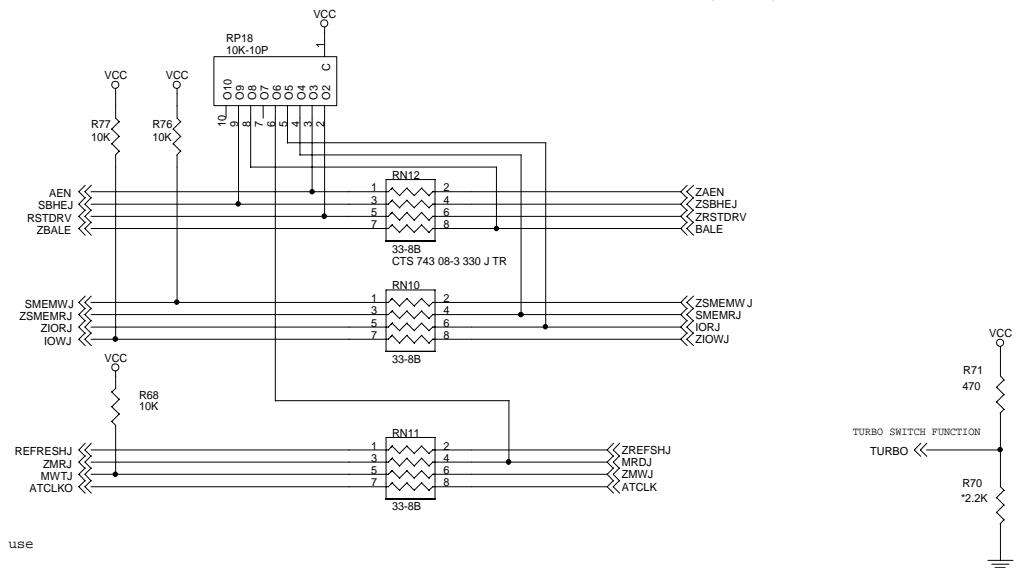 VCC
RP18
10K-10P
1
C
O10 O9 O8 O7 O6 O5 O4 O3 O2
10 9 8 7 6 5 4 3 2
VCC
VCC
R77
10K
R76
10K
RN12
AEN 1 2 ZAEN
SBHEJ 3 4 ZSBHEJ
RSTDRV 5 6 ZRSTDRV
ZBALE 7 8 BALE
33-8B
CTS 743 08-3 330 J TR
RN10
SMEMWJ 1 2 ZSMEMWJ
ZSMEMRJ 3 4 SMEMRJ
ZIORJ 5 6 IORJ
IOWJ 7 8 ZIOWJ
33-8B
VCC
R68
10K
RN11
REFRESHJ 1 2 ZREFSHJ
ZMRJ 3 4 MRDJ
MWTJ 5 6 ZMWJ
ATCLKO 7 8 ATCLK
33-8B
VCC
R71
470
TURBO SWITCH FUNCTION
TURBO
R70
*2.2K
use